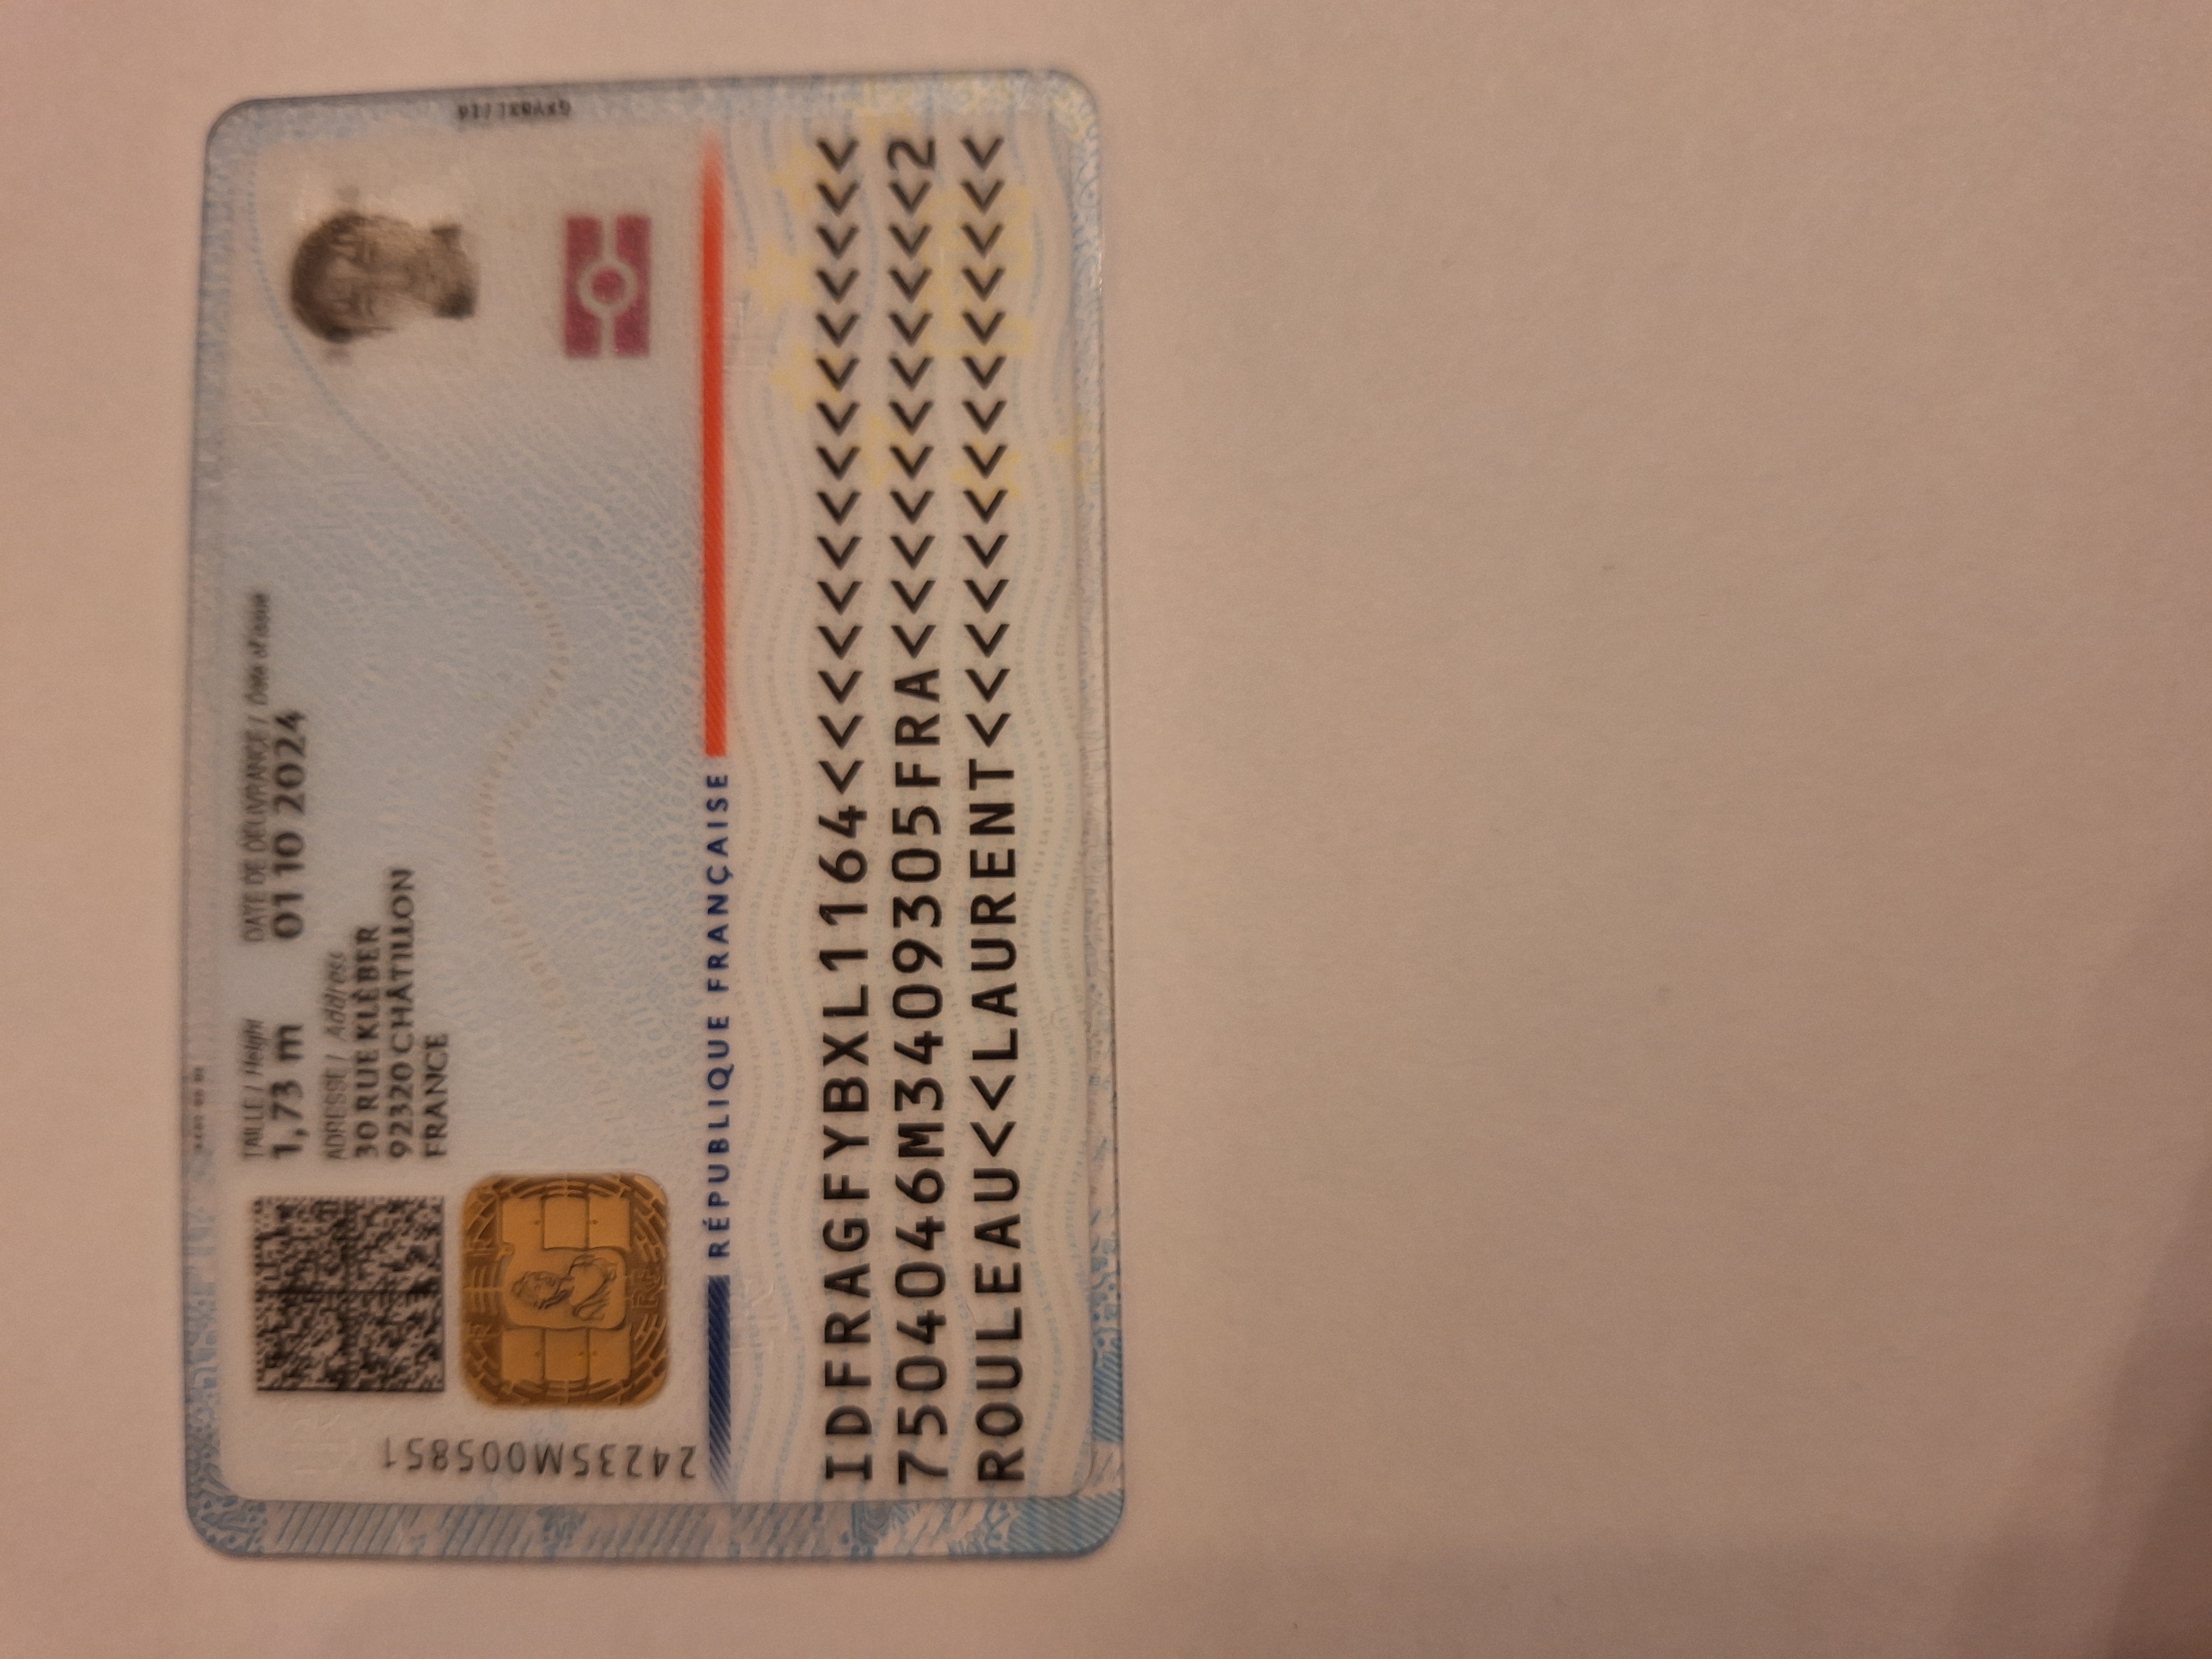 TAILLE / Height DATE DE DÉLIVRANCE / Date of issue
1,73 m 01 10 2024
ADRESSE / Address
30 RUE KLÉBER
92320 CHÂTILLON
FRANCE
24235M005851
RÉPUBLIQUE FRANÇAISE
IDFRAGFYBXL1164<<<<<<<<<<<<<<<
7504046M3409305FRA<<<<<<<<<<<2
ROULEAU<<LAURENT<<<<<<<<<<<<<<